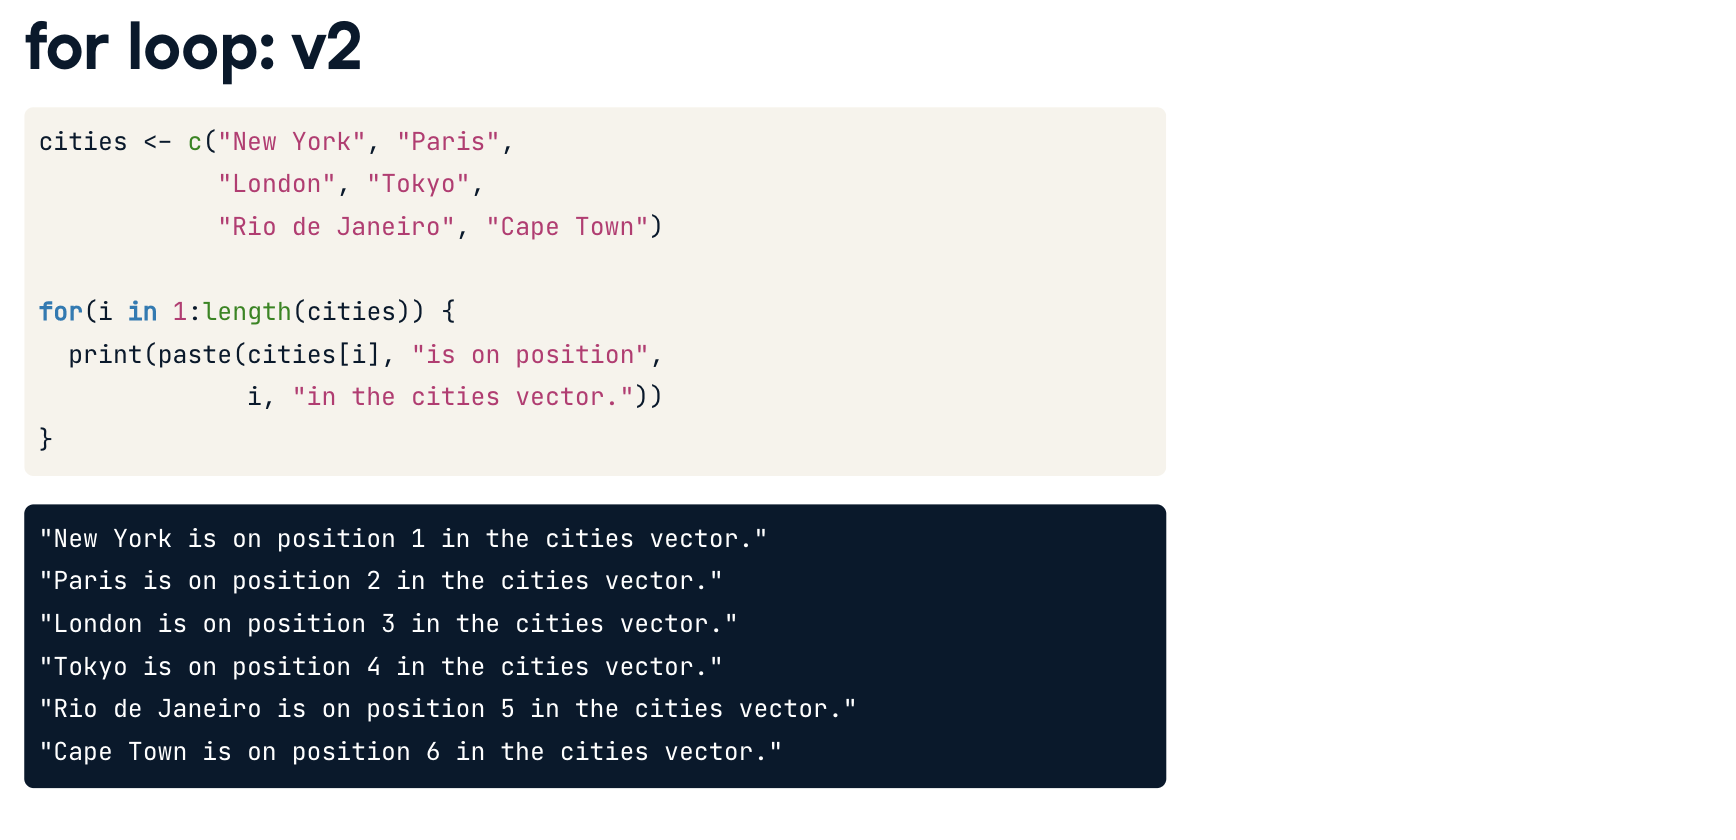 for loop: v2
cities <- c("New York", "Paris",
            "London", "Tokyo",
            "Rio de Janeiro", "Cape Town")
for(i in 1:length(cities)) {
  print(paste(cities[i], "is on position",
              i, "in the cities vector."))
}
"New York is on position 1 in the cities vector."
"Paris is on position 2 in the cities vector."
"London is on position 3 in the cities vector."
"Tokyo is on position 4 in the cities vector."
"Rio de Janeiro is on position 5 in the cities vector."
"Cape Town is on position 6 in the cities vector."